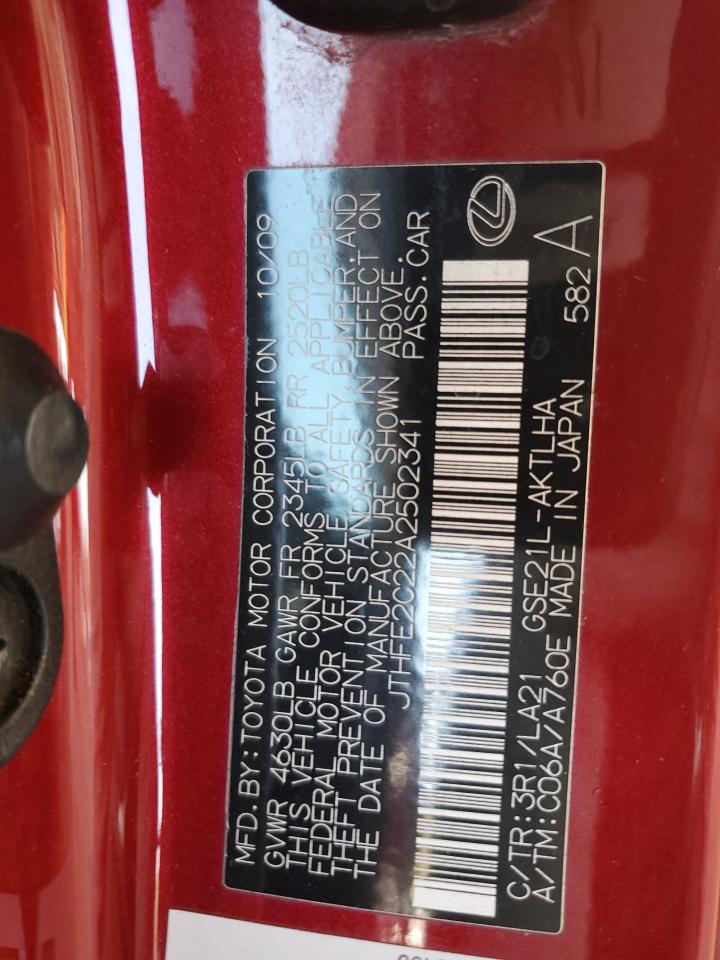 MFD. BY: TOYOTA MOTOR CORPORATION 10/09
GVWR 4630LB GAWR FR 2345LB RR 2520LB
THIS VEHICLE CONFORMS TO ALL APPLICABLE
FEDERAL MOTOR VEHICLE SAFETY, BUMPER, AND
THEFT PREVENTION STANDARDS IN EFFECT ON
THE DATE OF MANUFACTURE SHOWN ABOVE.
JTHFE2C22A2502341 PASS. CAR
C/TR: 3R1/LA21 GSE21L-AKTLHA 582 A
A/TM: C06A/A760E MADE IN JAPAN